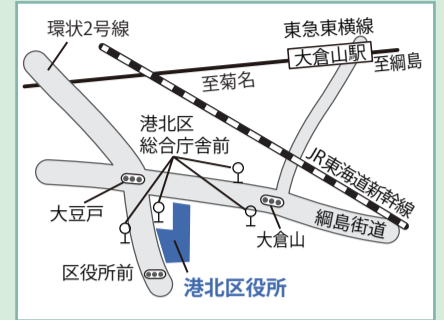 環状2号線
東急東横線
大倉山駅
至綱島
至菊名
港北区
総合庁舎前
JR東海道新幹線
大豆戸
大倉山
綱島街道
区役所前
港北区役所